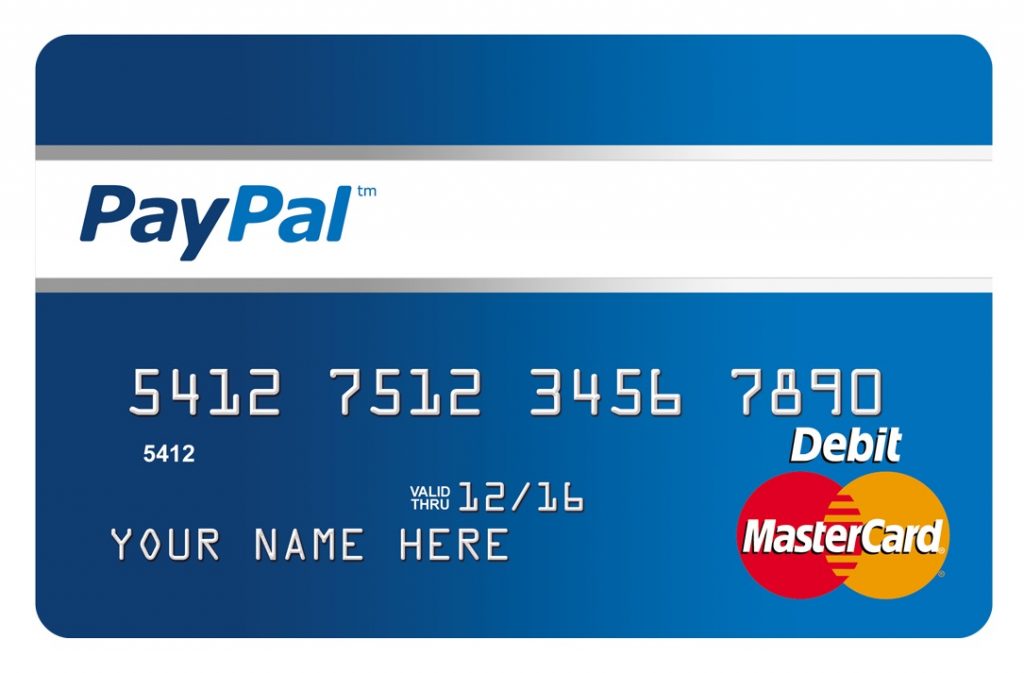 PayPal™
5412 7512 3456 7890
5412
Debit
VALID THRU 12/16
YOUR NAME HERE
MasterCard®